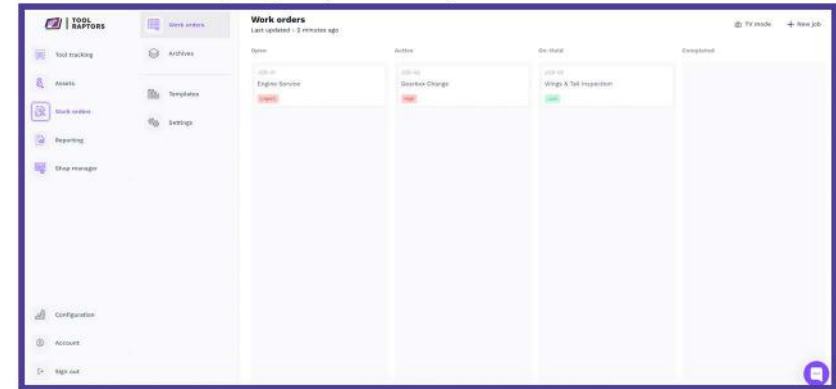 TOOL
RAPTORS
Tool tracking
Assets
Work orders
Reporting
Shop manager
Configuration
Account
Sign out
Work orders
Archives
Templates
Settings
Work orders
Last updated - 3 minutes ago
TV mode
New job
Open
Engine Service
Urgent
Active
Gearbox Change
High
On-Hold
Wings & Tail Inspection
Low
Completed